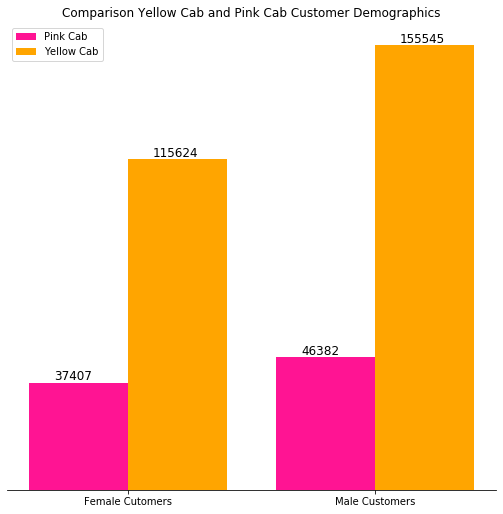 Comparison Yellow Cab and Pink Cab Customer Demographics
Pink Cab
Yellow Cab
155545
115624
46382
37407
Female Cutomers
Male Customers